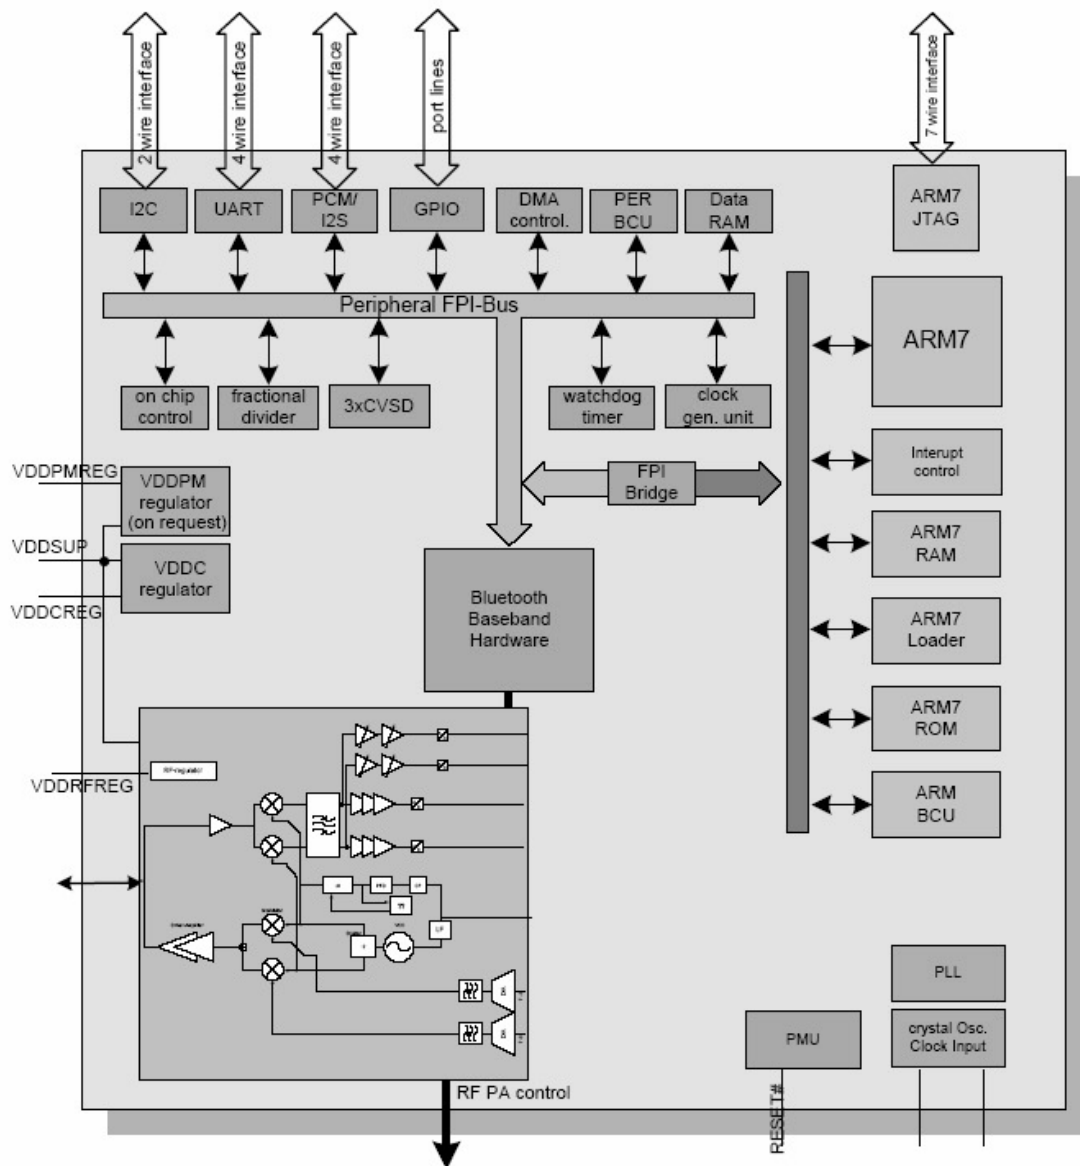 2 wire interface
4 wire interface
4 wire interface
port lines
7 wire interface
I2C
UART
PCM/
I2S
GPIO
DMA
control.
PER
BCU
Data
RAM
ARM7
JTAG
Peripheral FPI-Bus
ARM7
on chip
control
fractional
divider
3xCVSD
watchdog
timer
clock
gen. unit
Interupt
control
VDDPMREG
VDDPM
regulator
(on request)
FPI
Bridge
VDDSUP
VDDC
regulator
VDDCREG
ARM7
RAM
Bluetooth
Baseband
Hardware
ARM7
Loader
ARM7
ROM
RF-regulator
VDDRFREG
ARM
BCU
PLL
PMU
crystal Osc.
Clock Input
RF PA control
RESET#